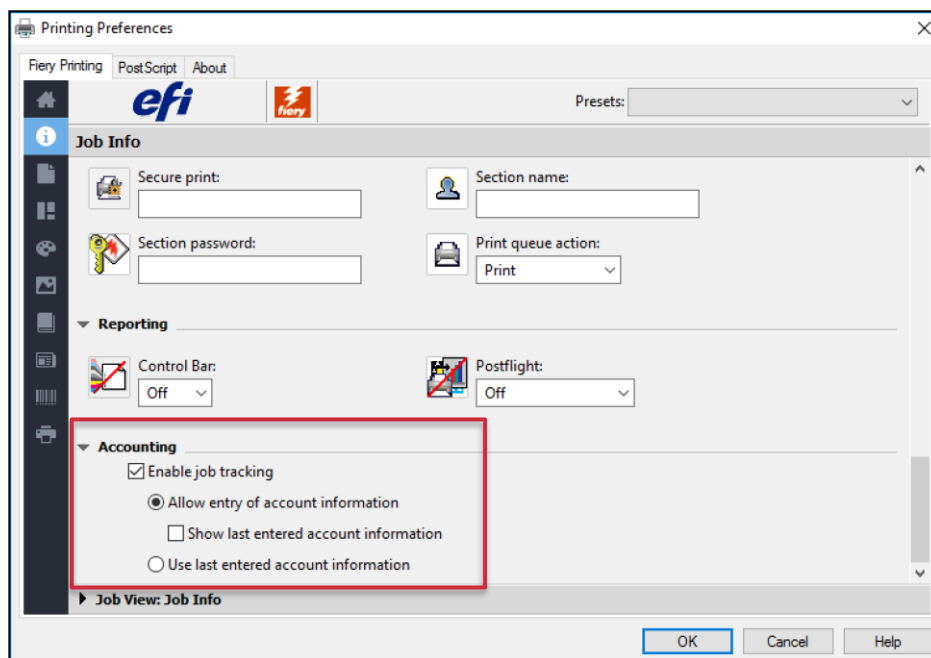 Printing Preferences
Fiery Printing PostScript About
efi fiery Presets:
Job Info
Secure print: Section name:
Section password: Print queue action:
Print
Reporting
Control Bar: Postflight:
Off Off
Accounting
Enable job tracking
Allow entry of account information
Show last entered account information
Use last entered account information
Job View: Job Info
OK Cancel Help